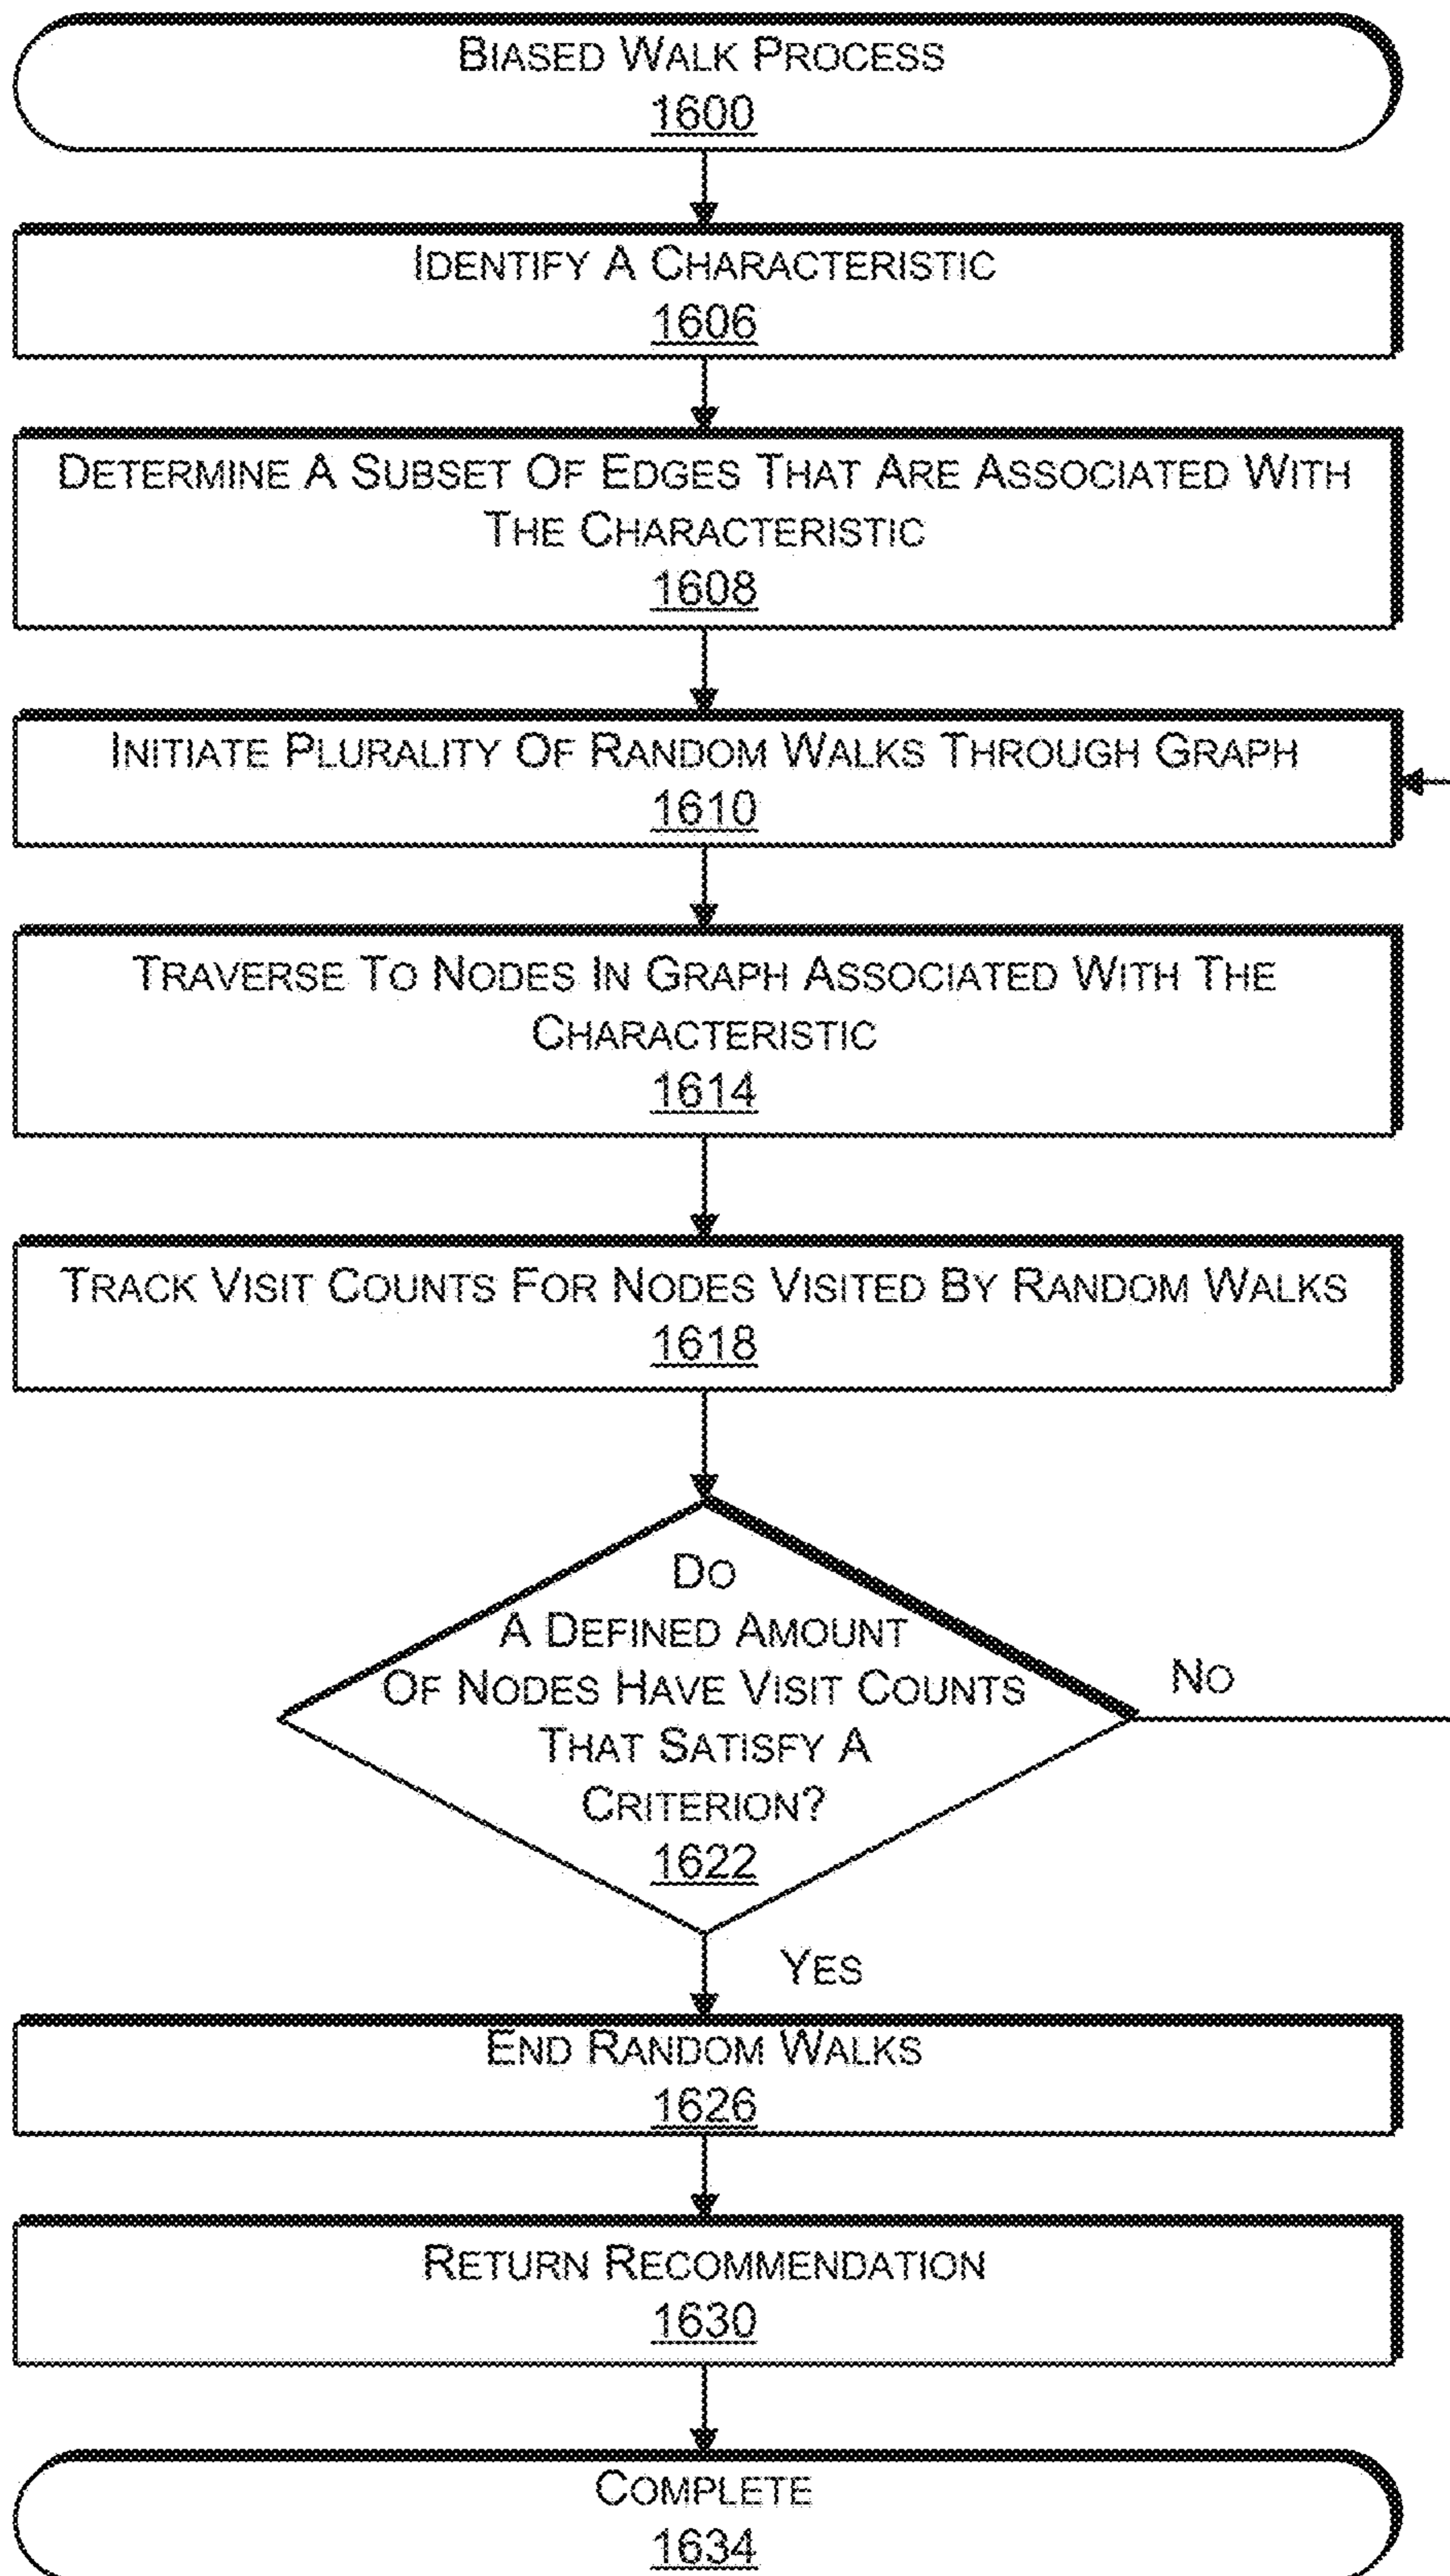 BIASED WALK PROCESS
1600
IDENTIFY A CHARACTERISTIC
1606
DETERMINE A SUBSET OF EDGES THAT ARE ASSOCIATED WITH
THE CHARACTERISTIC
1608
INITIATE PLURALITY OF RANDOM WALKS THROUGH GRAPH
1610
TRAVERSE TO NODES IN GRAPH ASSOCIATED WITH THE
CHARACTERISTIC
1614
TRACK VISIT COUNTS FOR NODES VISITED BY RANDOM WALKS
1618
DO
A DEFINED AMOUNT
OF NODES HAVE VISIT COUNTS
THAT SATISFY A
CRITERION?
1622
NO
YES
END RANDOM WALKS
1626
RETURN RECOMMENDATION
1630
COMPLETE
1634